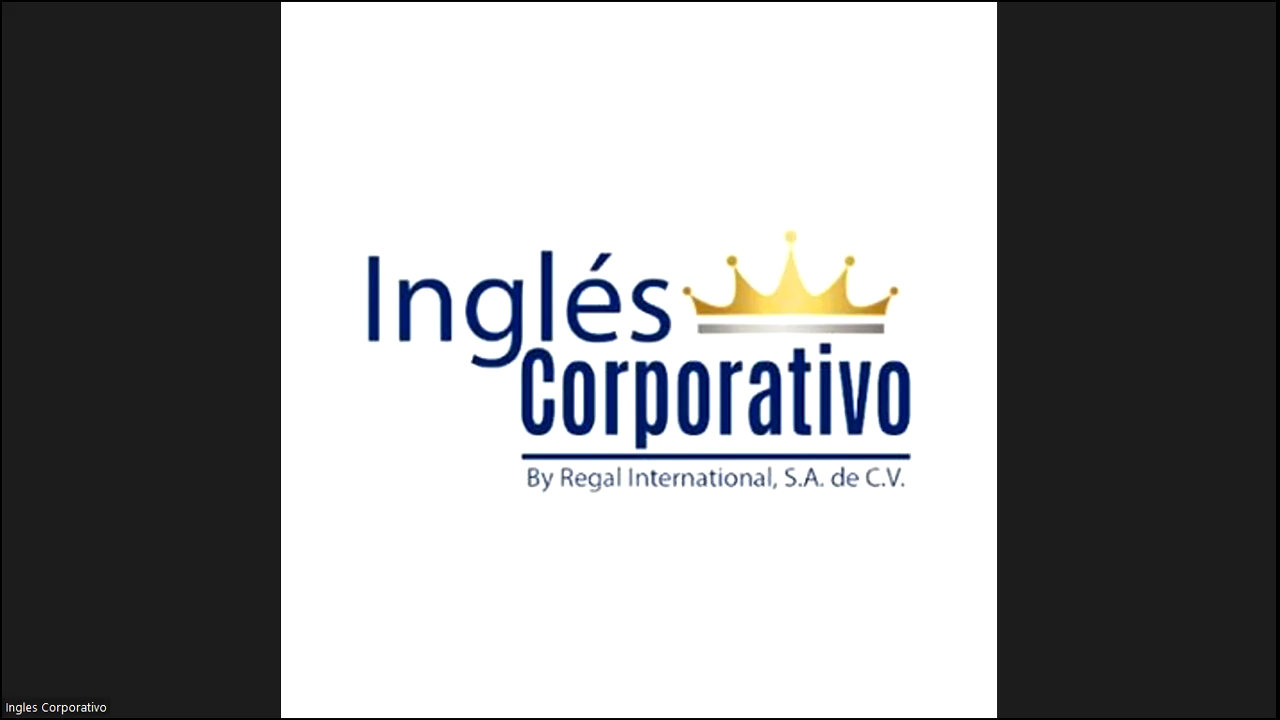 Inglés
Corporativo
By Regal International, S.A. de C.V.
Ingles Corporativo